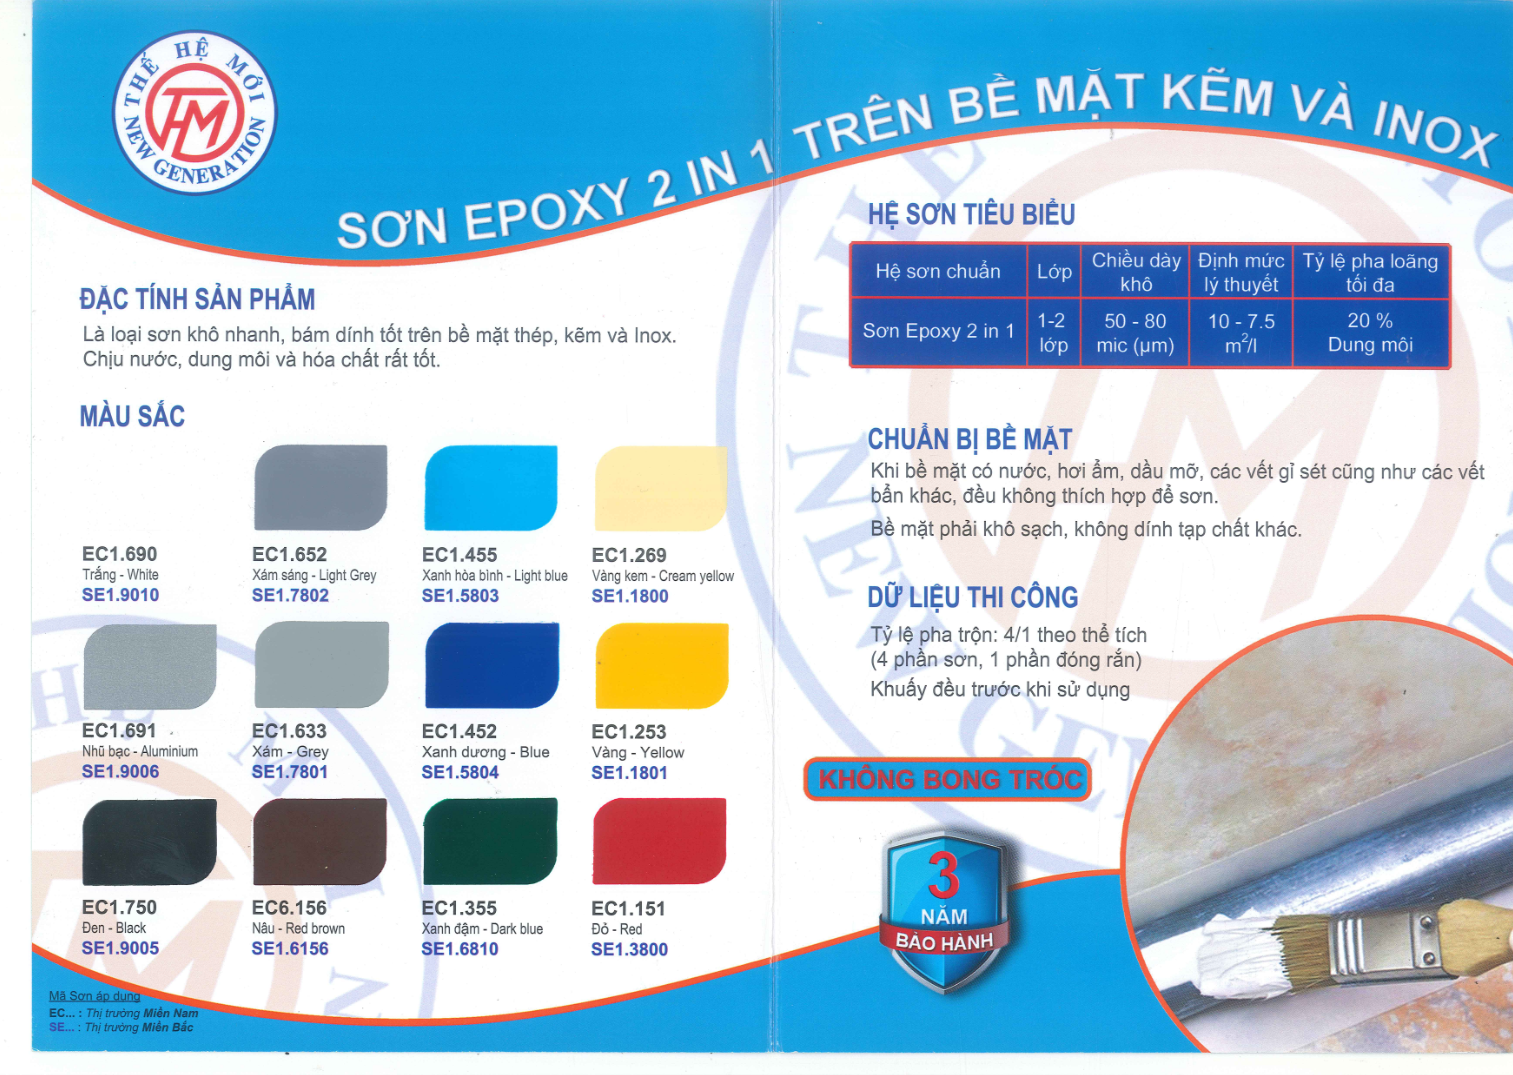 THẾ HỆ MỚI
NEW GENERATION
THM
SƠN EPOXY 2 IN 1 TRÊN BỀ MẶT KẼM VÀ INOX
ĐẶC TÍNH SẢN PHẨM
Là loại sơn khô nhanh, bám dính tốt trên bề mặt thép, kẽm và Inox.
Chịu nước, dung môi và hóa chất rất tốt.
MÀU SẮC
EC1.690
Trắng - White
SE1.9010
EC1.652
Xám sáng - Light Grey
SE1.7802
EC1.455
Xanh hòa bình - Light blue
SE1.5803
EC1.269
Vàng kem - Cream yellow
SE1.1800
EC1.691
Nhũ bạc - Aluminium
SE1.9006
EC1.633
Xám - Grey
SE1.7801
EC1.452
Xanh dương - Blue
SE1.5804
EC1.253
Vàng - Yellow
SE1.1801
EC1.750
Đen - Black
SE1.9005
EC6.156
Nâu - Red brown
SE1.6156
EC1.355
Xanh đậm - Dark blue
SE1.6810
EC1.151
Đỏ - Red
SE1.3800
Mã Sơn áp dụng
EC... : Thị trường Miền Nam
SE... : Thị trường Miền Bắc
HỆ SƠN TIÊU BIỂU
Hệ sơn chuẩn
Lớp
Chiều dày
khô
Định mức
lý thuyết
Tỷ lệ pha loãng
tối đa
Sơn Epoxy 2 in 1
1-2
lớp
50 - 80
mic (µm)
10 - 7.5
m²/l
20 %
Dung môi
CHUẨN BỊ BỀ MẶT
Khi bề mặt có nước, hơi ẩm, dầu mỡ, các vết gỉ sét cũng như các vết
bẩn khác, đều không thích hợp để sơn.
Bề mặt phải khô sạch, không dính tạp chất khác.
DỮ LIỆU THI CÔNG
Tỷ lệ pha trộn: 4/1 theo thể tích
(4 phần sơn, 1 phần đóng rắn)
Khuấy đều trước khi sử dụng
KHÔNG BONG TRÓC
3
NĂM
BẢO HÀNH